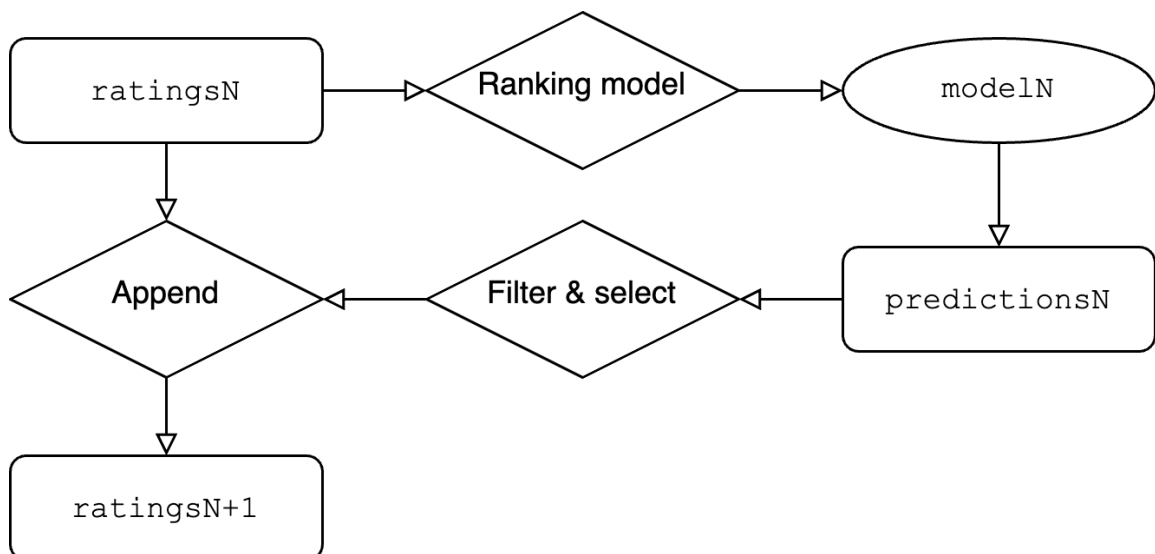 ratingsN
Ranking model
modelN
Append
Filter & select
predictionsN
ratingsN+1